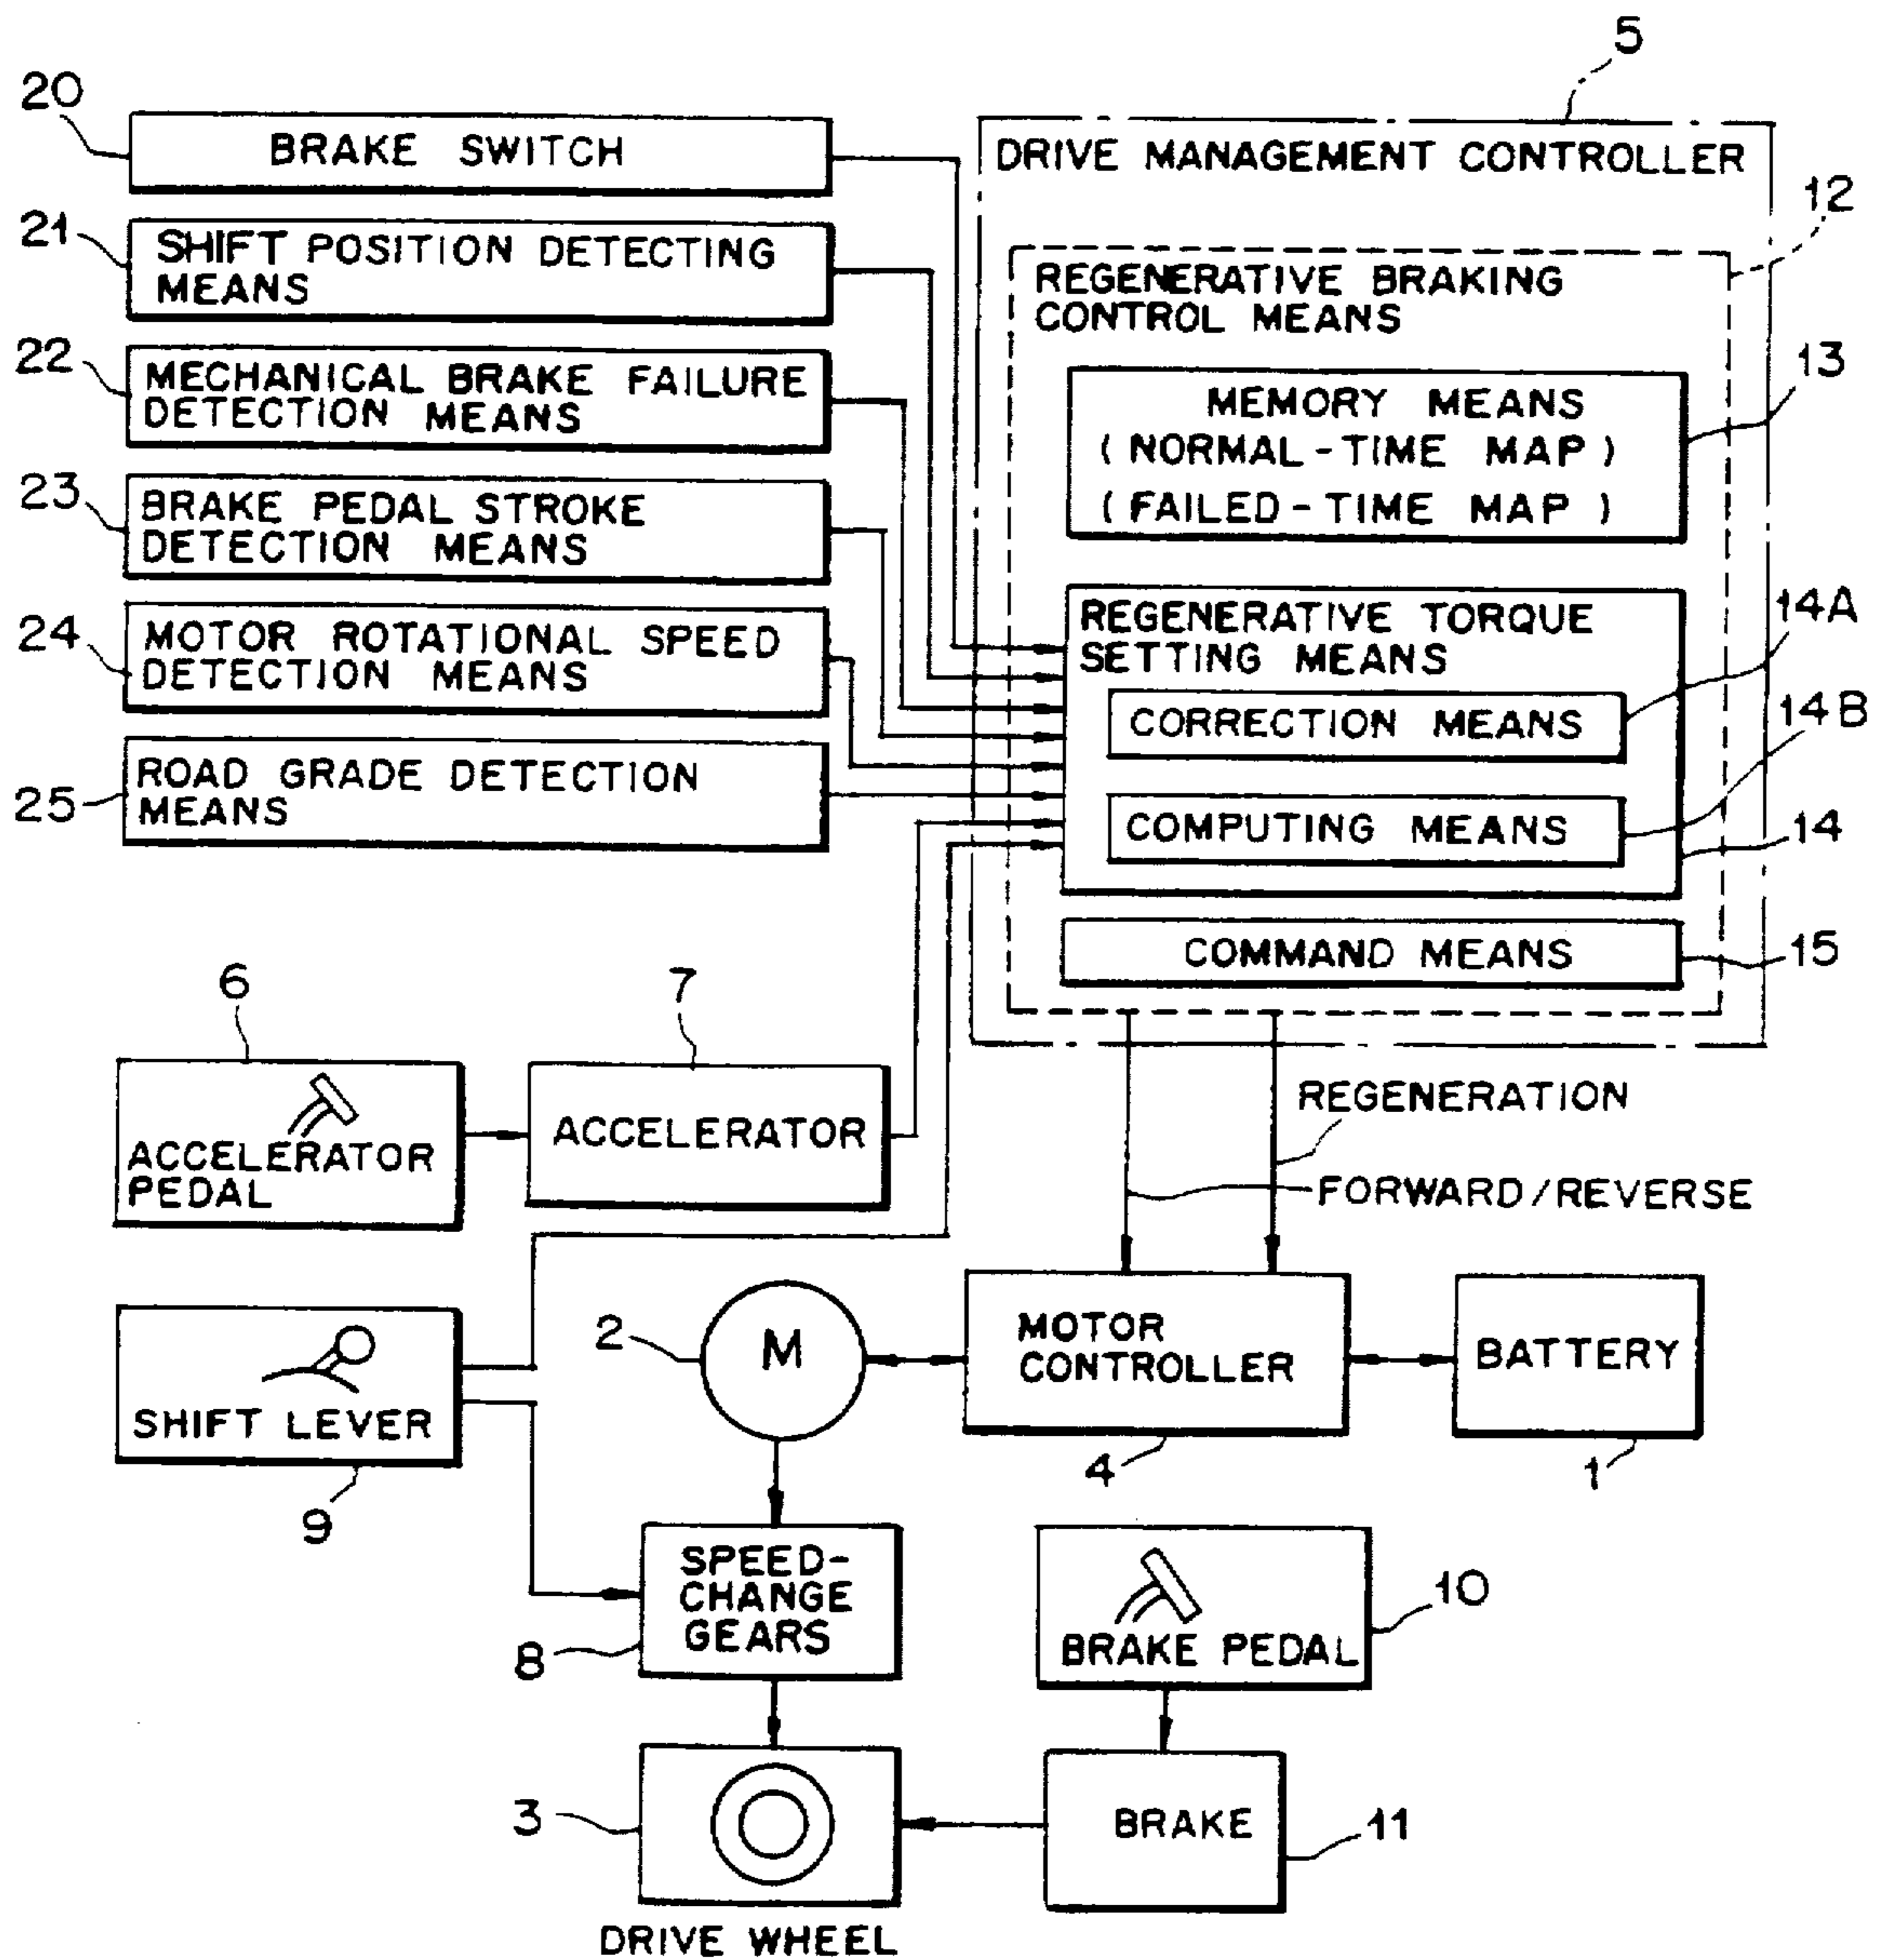 5
20
BRAKE SWITCH
DRIVE MANAGEMENT CONTROLLER
12
21
SHIFT POSITION DETECTING
MEANS
REGENERATIVE BRAKING
CONTROL MEANS
22
MECHANICAL BRAKE FAILURE
DETECTION MEANS
13
MEMORY MEANS
(NORMAL-TIME MAP)
(FAILED-TIME MAP)
23
BRAKE PEDAL STROKE
DETECTION MEANS
24
MOTOR ROTATIONAL SPEED
DETECTION MEANS
14A
REGENERATIVE TORQUE
SETTING MEANS
CORRECTION MEANS
14B
25
ROAD GRADE DETECTION
MEANS
COMPUTING MEANS
14
COMMAND MEANS
15
6
7
ACCELERATOR
PEDAL
ACCELERATOR
REGENERATION
FORWARD/REVERSE
2
M
MOTOR
CONTROLLER
BATTERY
SHIFT LEVER
4
1
9
SPEED-
CHANGE
GEARS
8
10
BRAKE PEDAL
3
BRAKE
11
DRIVE WHEEL